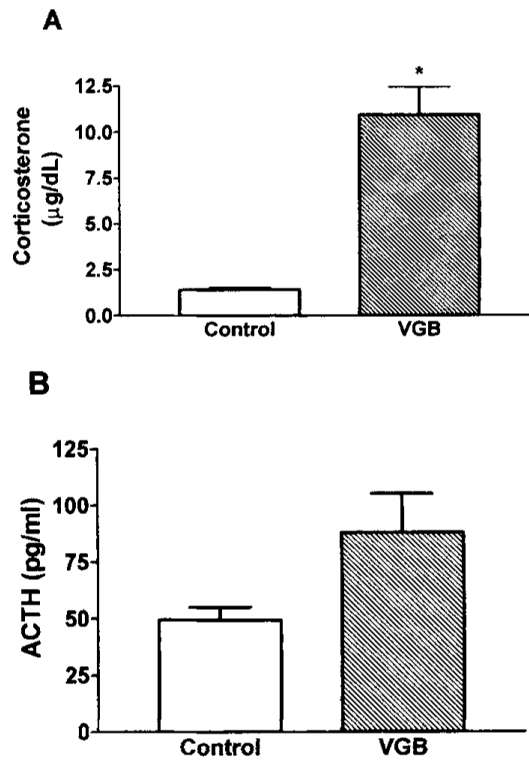 A
Corticosterone
(µg/dL)
12.5
10.0
7.5
5.0
2.5
0.0
*
Control
VGB
B
ACTH (pg/ml)
125
100
75
50
25
0
Control
VGB